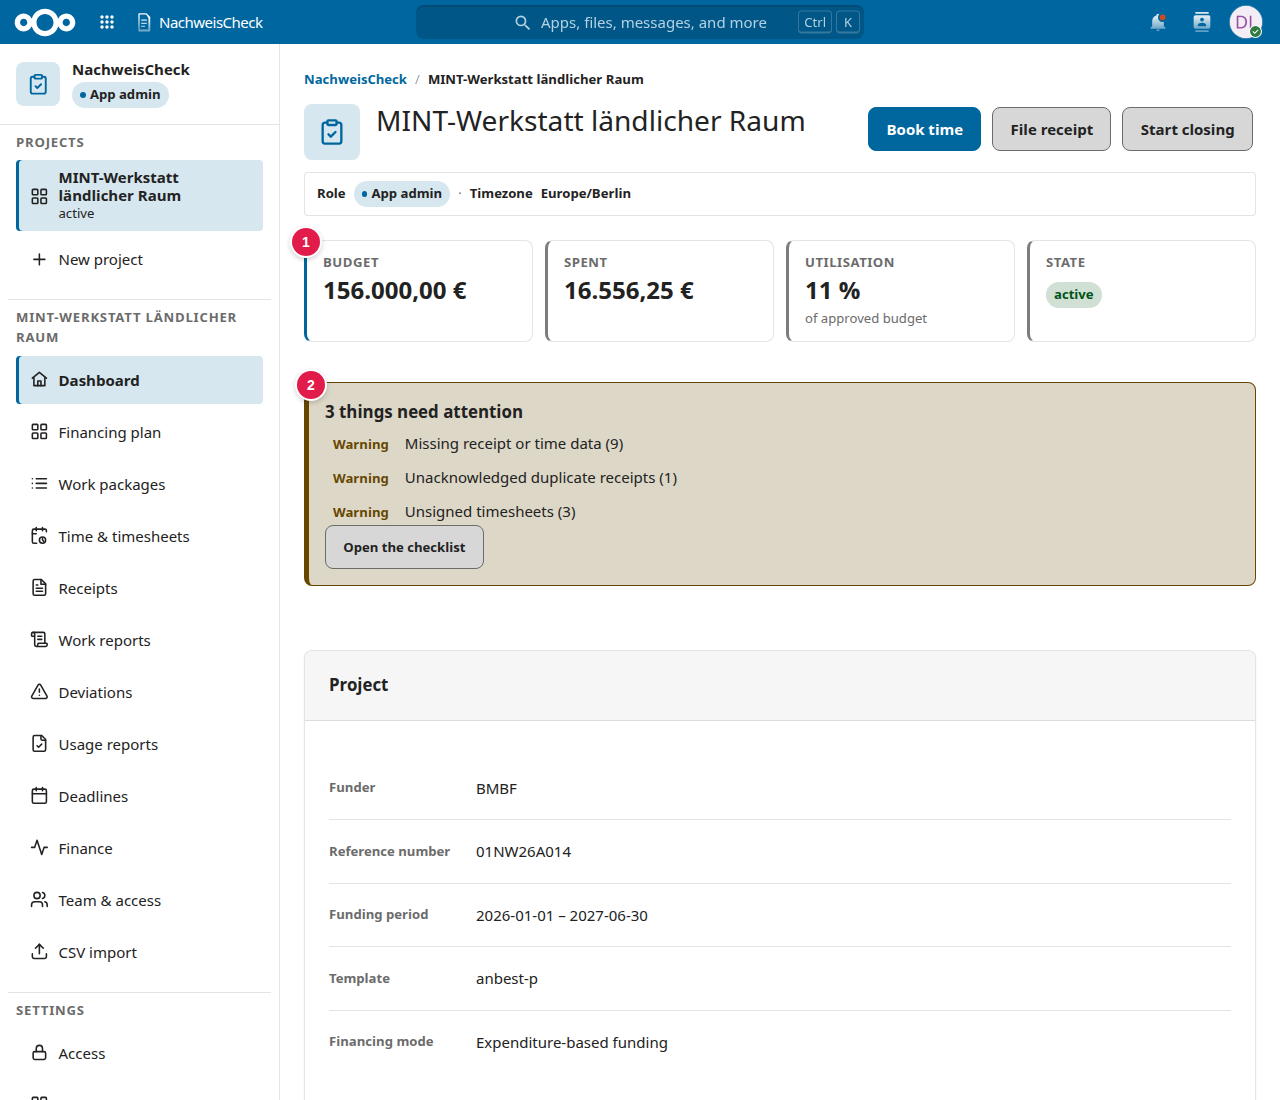 NachweisCheck
Apps, files, messages, and more
Ctrl
K
DI
NachweisCheck
App admin
PROJECTS
MINT-Werkstatt
ländlicher Raum
active
New project
MINT-WERKSTATT LÄNDLICHER
RAUM
Dashboard
Financing plan
Work packages
Time & timesheets
Receipts
Work reports
Deviations
Usage reports
Deadlines
Finance
Team & access
CSV import
SETTINGS
Access
NachweisCheck / MINT-Werkstatt ländlicher Raum
MINT-Werkstatt ländlicher Raum
Book time
File receipt
Start closing
Role App admin · Timezone Europe/Berlin
1
BUDGET
156.000,00 €
SPENT
16.556,25 €
UTILISATION
11 %
of approved budget
STATE
active
2
3 things need attention
Warning Missing receipt or time data (9)
Warning Unacknowledged duplicate receipts (1)
Warning Unsigned timesheets (3)
Open the checklist
Project
Funder BMBF
Reference number 01NW26A014
Funding period 2026-01-01 – 2027-06-30
Template anbest-p
Financing mode Expenditure-based funding